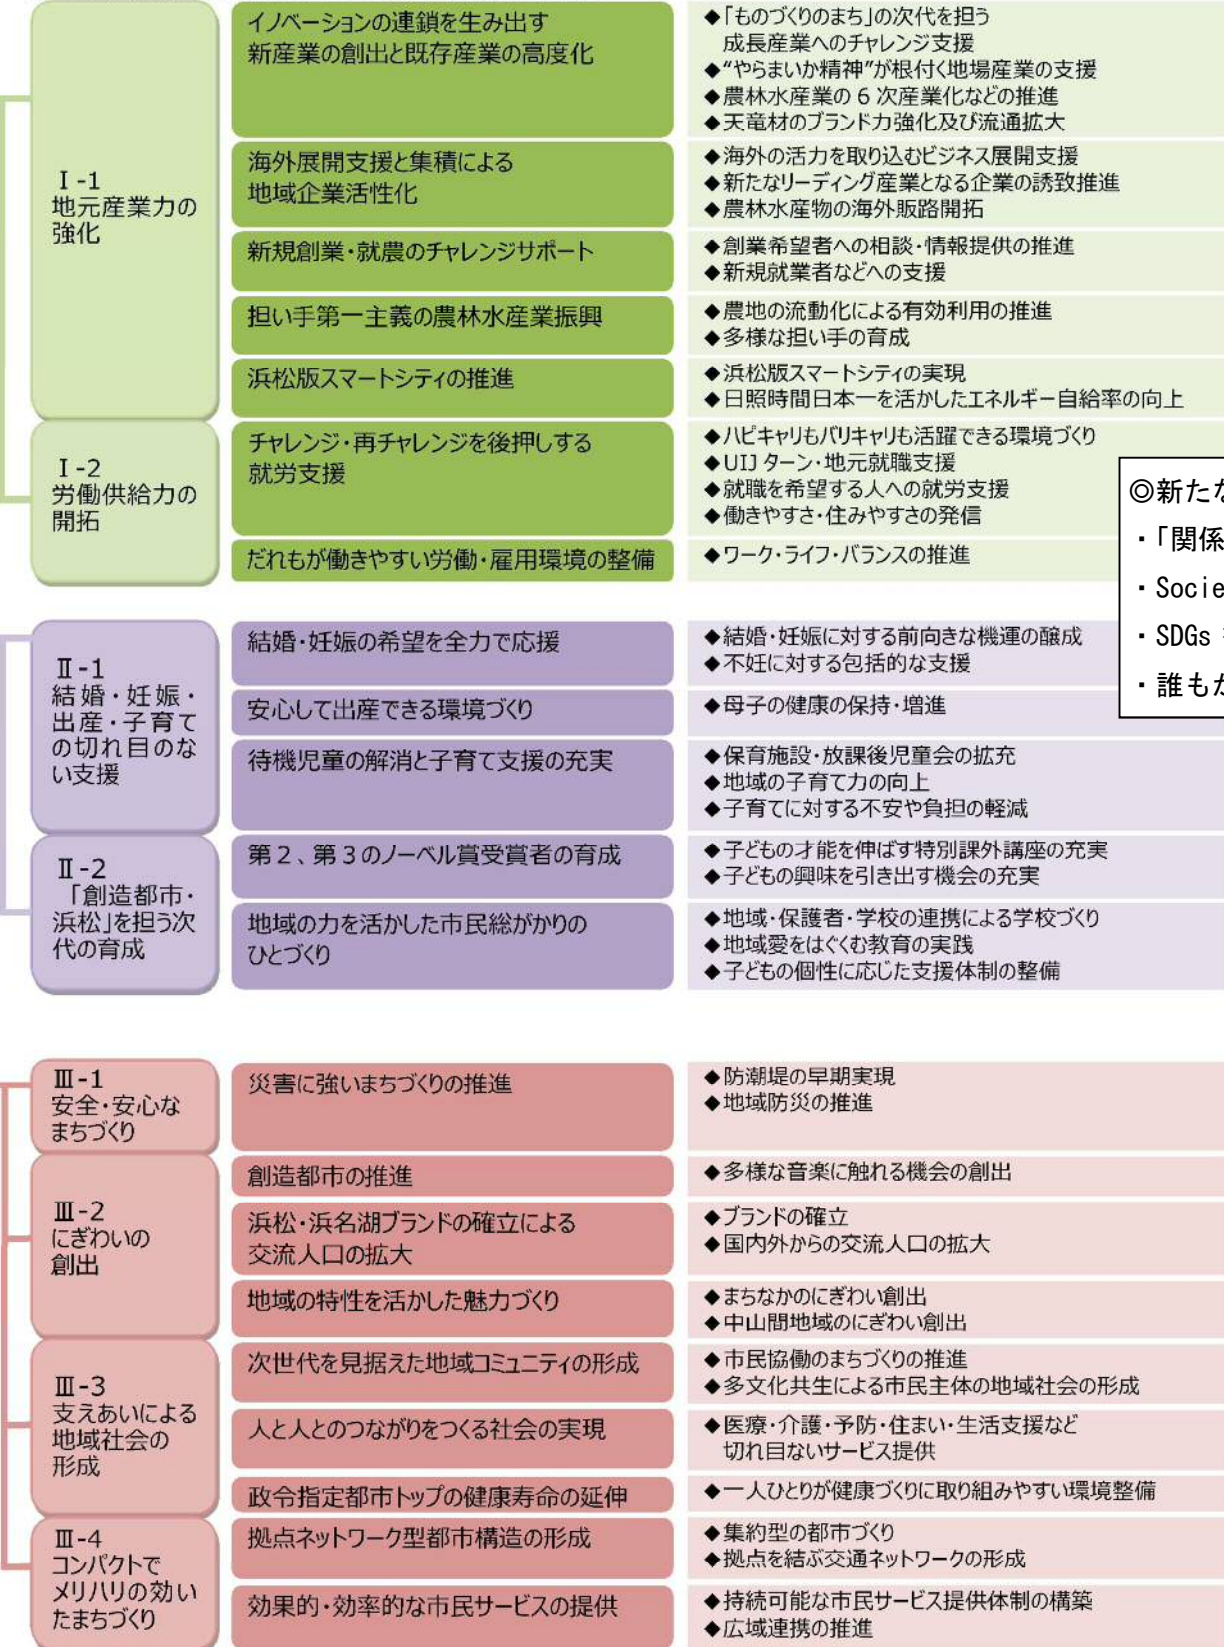 Ⅰ-1
地元産業力の
強化
イノベーションの連鎖を生み出す
新産業の創出と既存産業の高度化
◆「ものづくりのまち」の次代を担う
成長産業へのチャレンジ支援
◆“やらまいか精神”が根付く地場産業の支援
◆農林水産業の６次産業化などの推進
◆天竜材のブランド力強化及び流通拡大
海外展開支援と集積による
地域企業活性化
◆海外の活力を取り込むビジネス展開支援
◆新たなリーディング産業となる企業の誘致推進
◆農林水産物の海外販路開拓
新規創業・就農のチャレンジサポート
◆創業希望者への相談・情報提供の推進
◆新規就業者などへの支援
担い手第一主義の農林水産業振興
◆農地の流動化による有効利用の推進
◆多様な担い手の育成
浜松版スマートシティの推進
◆浜松版スマートシティの実現
◆日照時間日本一を活かしたエネルギー自給率の向上
Ⅰ-2
労働供給力の
開拓
チャレンジ・再チャレンジを後押しする
就労支援
◆ハピキャリもバリキャリも活躍できる環境づくり
◆UIJターン・地元就職支援
◆就職を希望する人への就労支援
◆働きやすさ・住みやすさの発信
だれもが働きやすい労働・雇用環境の整備
◆ワーク・ライフ・バランスの推進
◎新たな
・「関係
・Socie
・SDGs
・誰もが
Ⅱ-1
結婚・妊娠・
出産・子育て
の切れ目のな
い支援
結婚・妊娠の希望を全力で応援
◆結婚・妊娠に対する前向きな機運の醸成
◆不妊に対する包括的な支援
安心して出産できる環境づくり
◆母子の健康の保持・増進
待機児童の解消と子育て支援の充実
◆保育施設・放課後児童会の拡充
◆地域の子育て力の向上
◆子育てに対する不安や負担の軽減
Ⅱ-2
「創造都市・
浜松」を担う次
代の育成
第２、第３のノーベル賞受賞者の育成
◆子どもの才能を伸ばす特別課外講座の充実
◆子どもの興味を引き出す機会の充実
地域の力を活かした市民総がかりの
ひとづくり
◆地域・保護者・学校の連携による学校づくり
◆地域愛をはぐくむ教育の実践
◆子どもの個性に応じた支援体制の整備
Ⅲ-1
安全・安心な
まちづくり
災害に強いまちづくりの推進
◆防潮堤の早期実現
◆地域防災の推進
Ⅲ-2
にぎわいの
創出
創造都市の推進
◆多様な音楽に触れる機会の創出
浜松・浜名湖ブランドの確立による
交流人口の拡大
◆ブランドの確立
◆国内外からの交流人口の拡大
地域の特性を活かした魅力づくり
◆まちなかのにぎわい創出
◆中山間地域のにぎわい創出
Ⅲ-3
支えあいによる
地域社会の
形成
次世代を見据えた地域コミュニティの形成
◆市民協働のまちづくりの推進
◆多文化共生による市民主体の地域社会の形成
人と人とのつながりをつくる社会の実現
◆医療・介護・予防・住まい・生活支援など
切れ目ないサービス提供
政令指定都市トップの健康寿命の延伸
◆一人ひとりが健康づくりに取り組みやすい環境整備
Ⅲ-4
コンパクトで
メリハリの効い
たまちづくり
拠点ネットワーク型都市構造の形成
◆集約型の都市づくり
◆拠点を結ぶ交通ネットワークの形成
効果的・効率的な市民サービスの提供
◆持続可能な市民サービス提供体制の構築
◆広域連携の推進